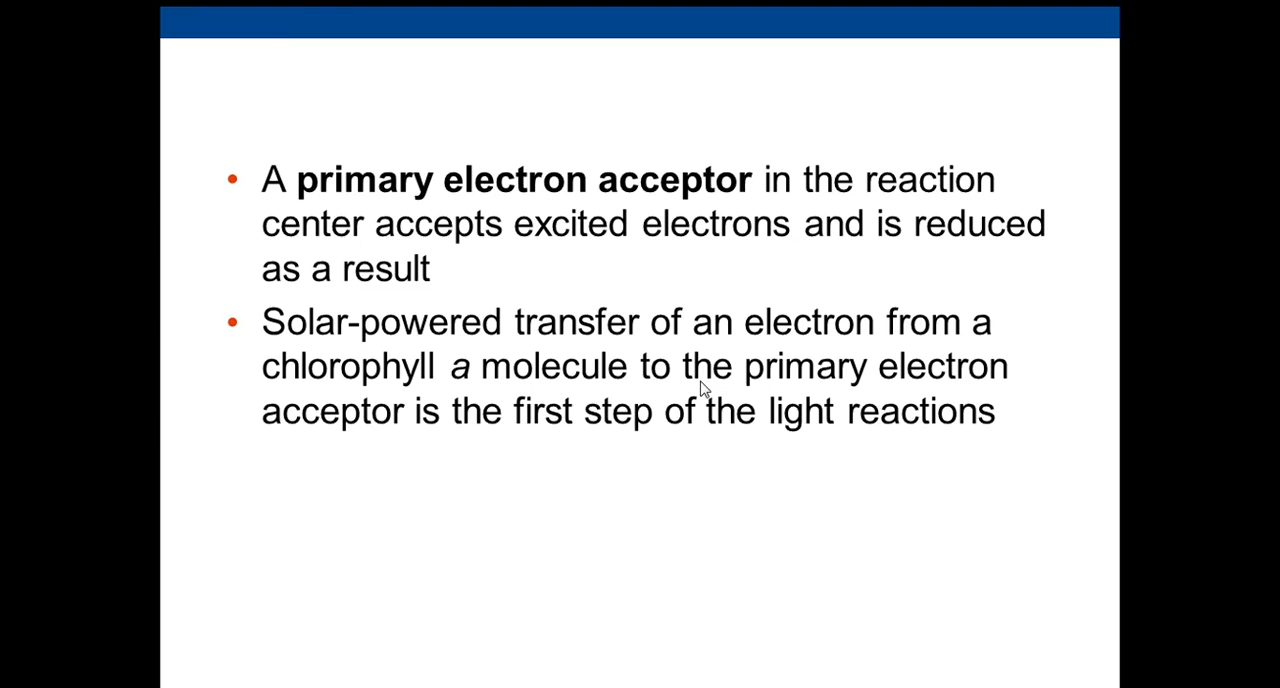 • A primary electron acceptor in the reaction
center accepts excited electrons and is reduced
as a result
• Solar-powered transfer of an electron from a
chlorophyll a molecule to the primary electron
acceptor is the first step of the light reactions